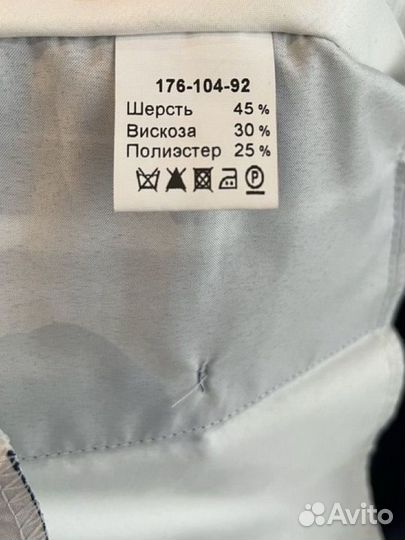 176-104-92
Шерсть 45 %
Вискоза 30 %
Полиэстер 25 %
P
Avito